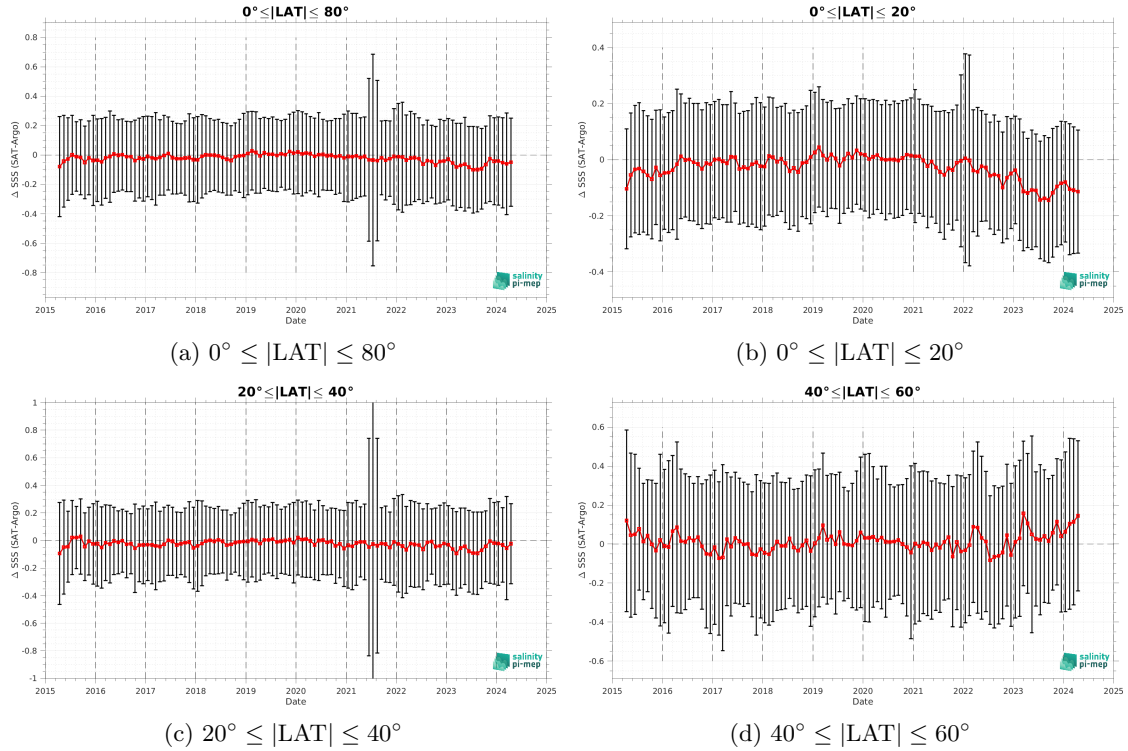 0°≤|LAT|≤ 80°
Δ SSS (SAT-Argo)
0.8
0.6
0.4
0.2
0
-0.2
-0.4
-0.6
-0.8
2015 2016 2017 2018 2019 2020 2021 2022 2023 2024 2025
Date
salinity
pi-mep
(a) 0° ≤ |LAT| ≤ 80°
0°≤|LAT|≤ 20°
Δ SSS (SAT-Argo)
0.4
0.2
0
-0.2
-0.4
2015 2016 2017 2018 2019 2020 2021 2022 2023 2024 2025
Date
salinity
pi-mep
(b) 0° ≤ |LAT| ≤ 20°
20°≤|LAT|≤ 40°
Δ SSS (SAT-Argo)
1
0.8
0.6
0.4
0.2
0
-0.2
-0.4
-0.6
-0.8
-1
2015 2016 2017 2018 2019 2020 2021 2022 2023 2024 2025
Date
salinity
pi-mep
(c) 20° ≤ |LAT| ≤ 40°
40°≤|LAT|≤ 60°
Δ SSS (SAT-Argo)
0.6
0.4
0.2
0
-0.2
-0.4
-0.6
2015 2016 2017 2018 2019 2020 2021 2022 2023 2024 2025
Date
salinity
pi-mep
(d) 40° ≤ |LAT| ≤ 60°